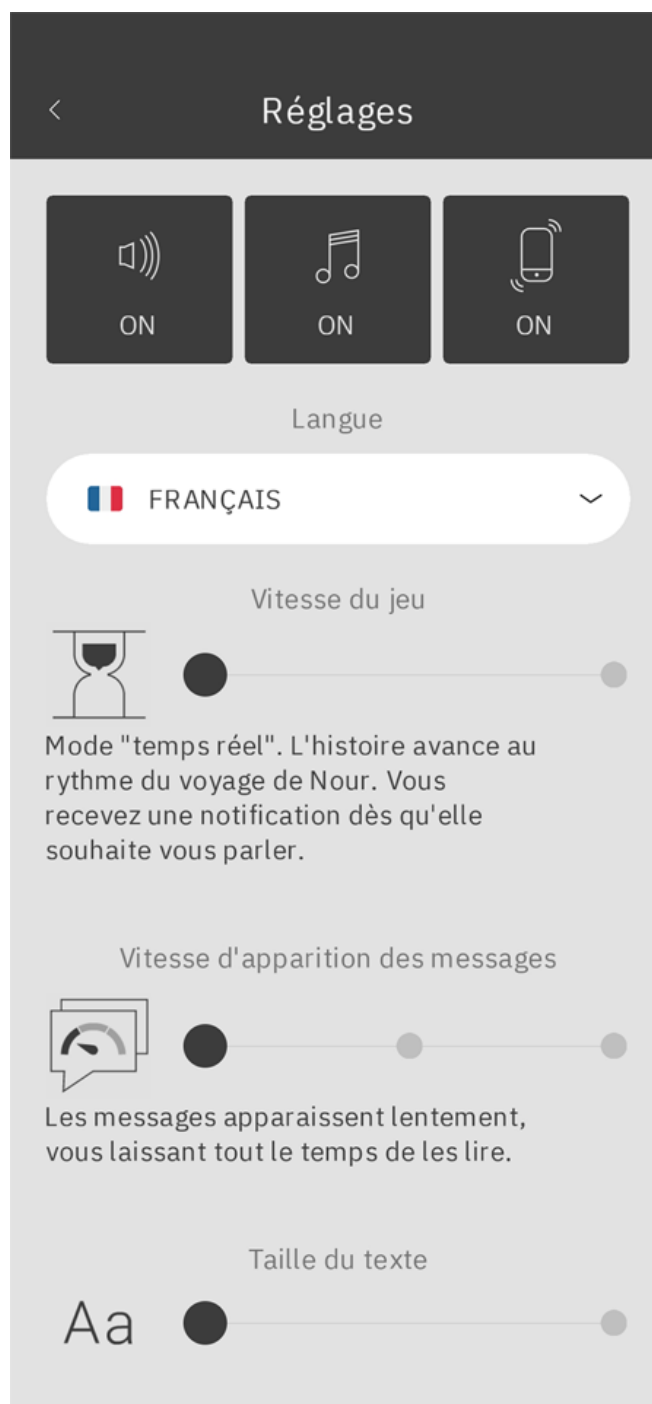 Réglages
ON ON ON
Langue
FRANÇAIS
Vitesse du jeu
Mode "temps réel". L'histoire avance au
rythme du voyage de Nour. Vous
recevez une notification dès qu'elle
souhaite vous parler.
Vitesse d'apparition des messages
Les messages apparaissent lentement,
vous laissant tout le temps de les lire.
Taille du texte
Aa